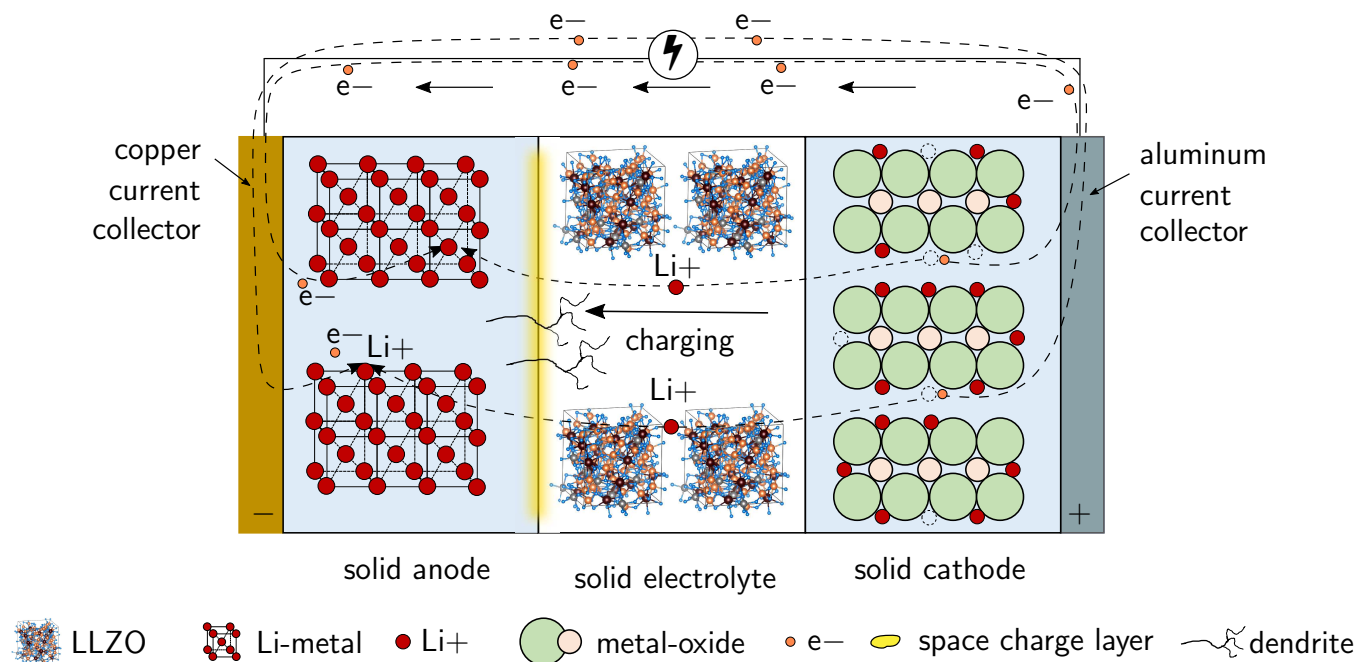 e−
e−
e−
e−
e−
e−
e−
copper
current
collector
aluminum
current
collector
Li+
e−
charging
e−
Li+
Li+
−
+
solid anode
solid electrolyte
solid cathode
LLZO
Li-metal
Li+
metal-oxide
e−
space charge layer
dendrite